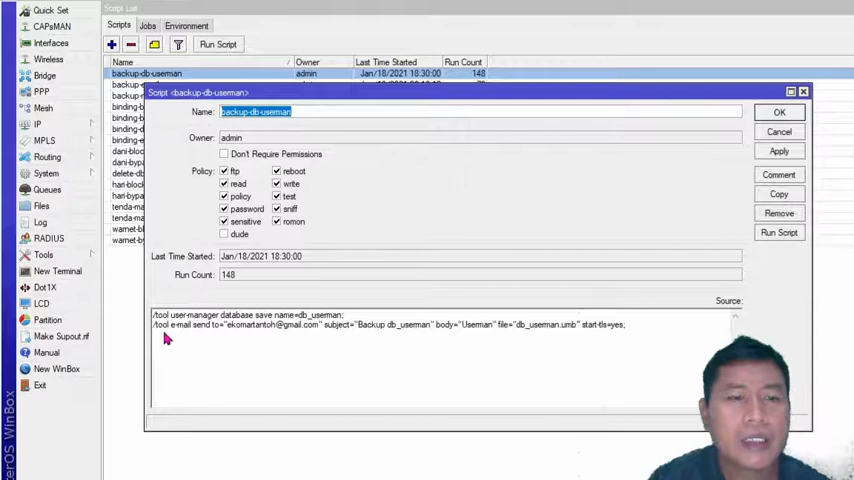 Quick Set
CAPsMAN
Interfaces
Wireless
Bridge
PPP
Mesh
IP
MPLS
Routing
System
Queues
Files
Log
RADIUS
Tools
New Terminal
Dot1X
LCD
Partition
Make Supout.rif
Manual
New WinBox
Exit
terOS WinBox
Script List
Scripts
Jobs
Environment
Run Script
Name
Owner
Last Time Started
Run Count
backup-db-userman
admin
Jan/18/2021 18:30:00
148
Script <backup-db-userman>
Name:
backup-db-userman
Owner:
admin
Don't Require Permissions
Policy:
ftp
reboot
read
write
policy
test
password
sniff
sensitive
romon
dude
Last Time Started:
Jan/18/2021 18:30:00
Run Count:
148
Source:
/tool user-manager database save name=db_userman;
/tool e-mail send to="ekomartantoh@gmail.com" subject="Backup db_userman" body="Userman" file="db_userman.umb" start-tls=yes;
OK
Cancel
Apply
Comment
Copy
Remove
Run Script